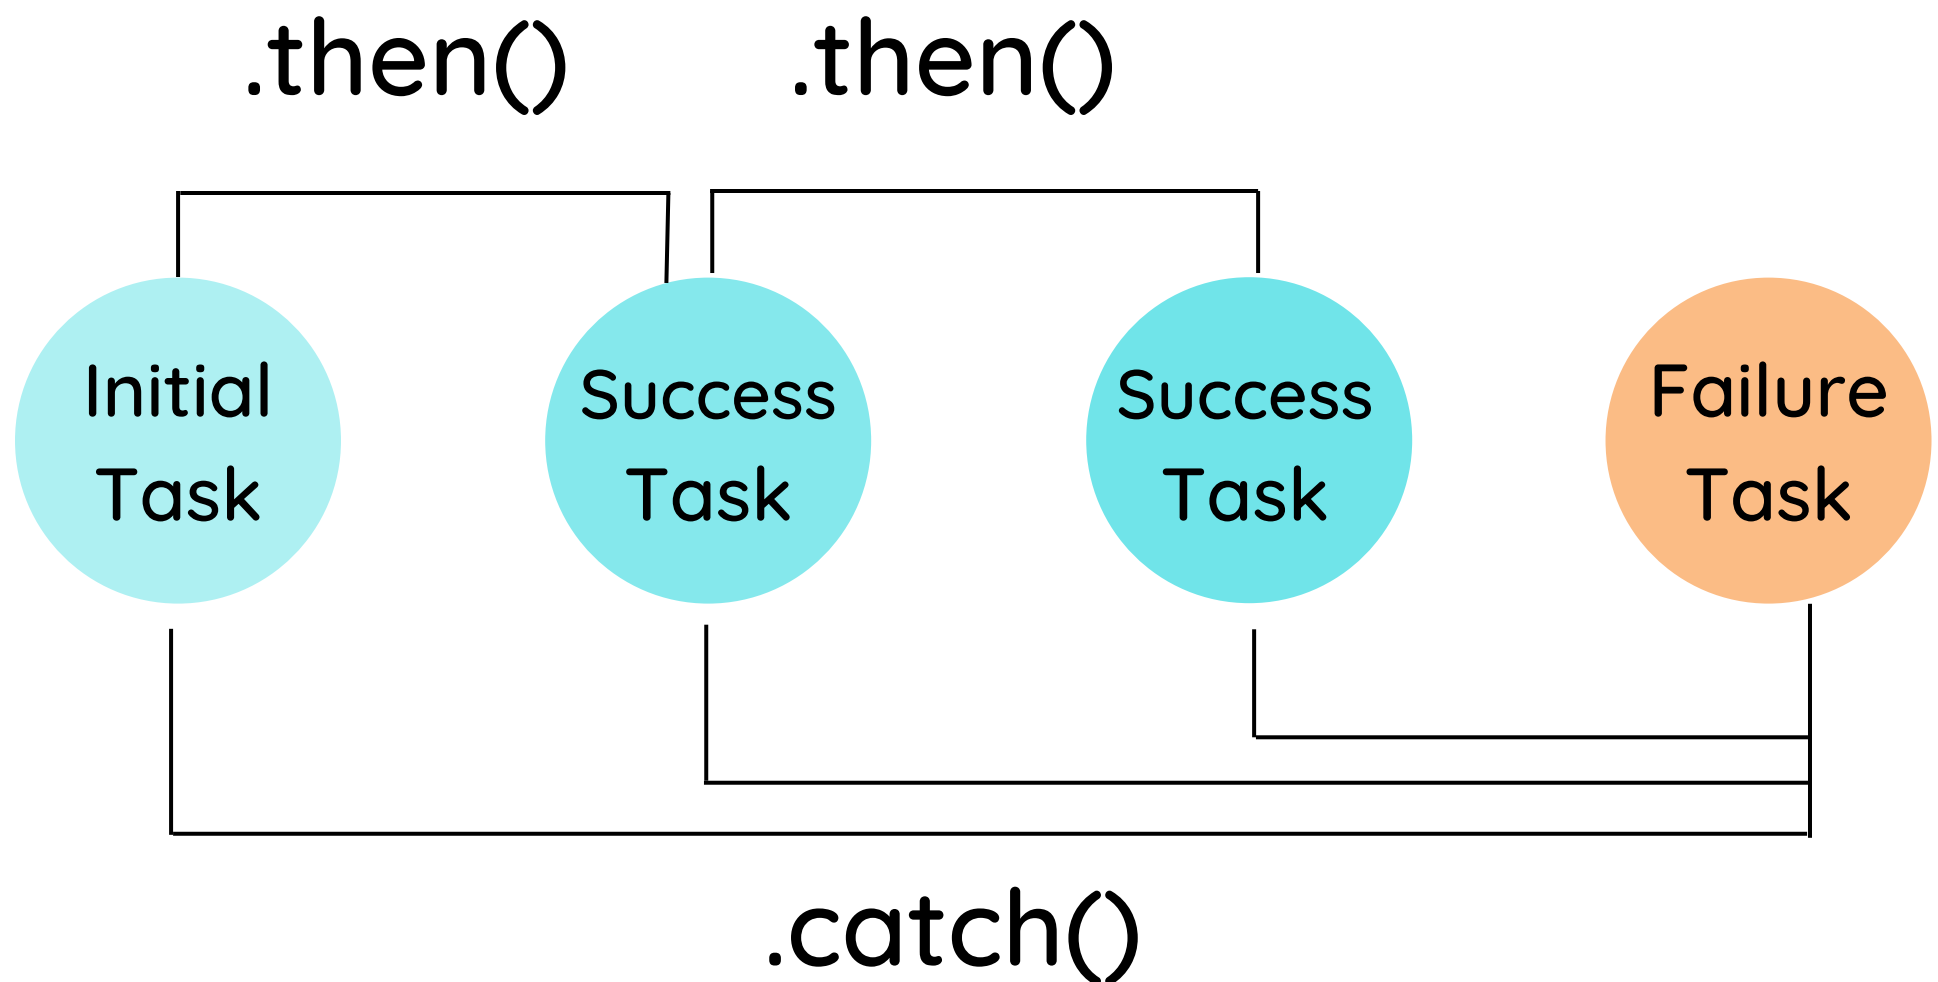 .then() .then()
Initial
Task
Success
Task
Success
Task
Failure
Task
.catch()